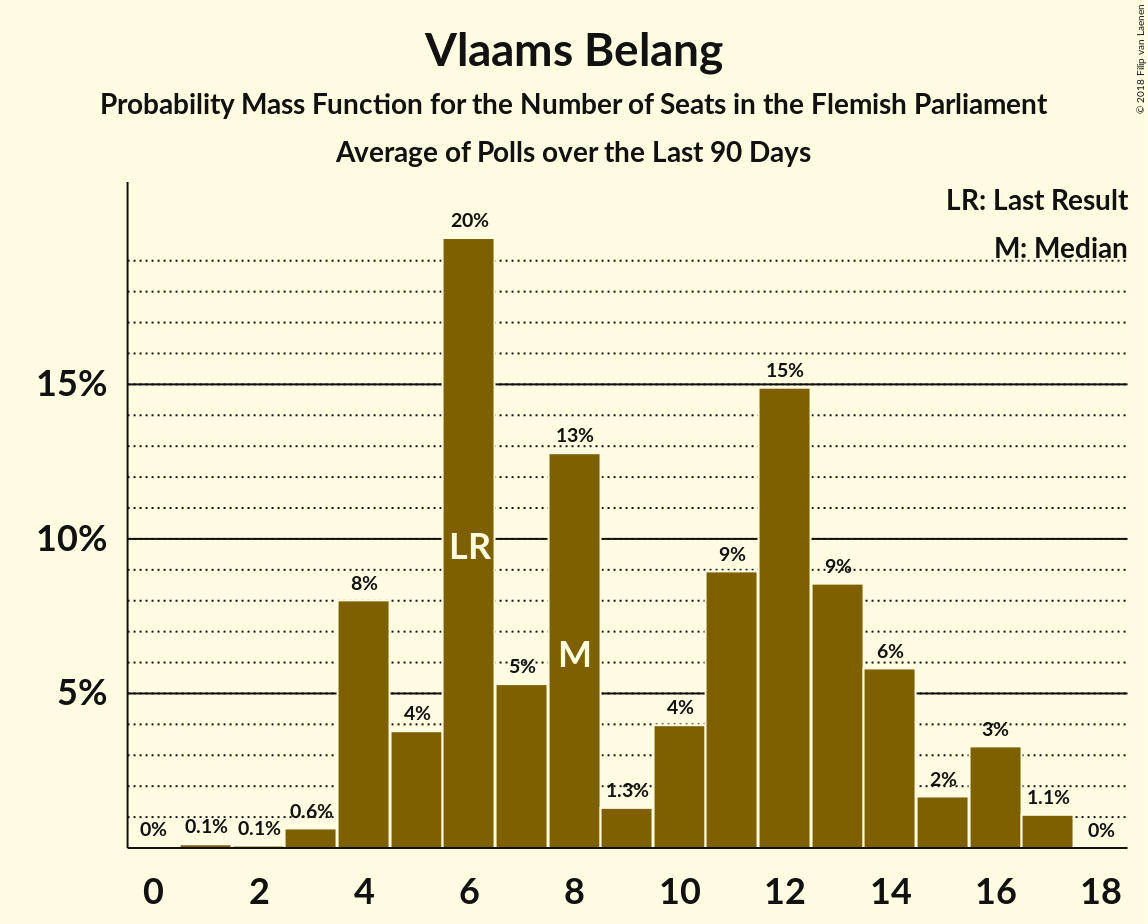 Vlaams Belang
Probability Mass Function for the Number of Seats in the Flemish Parliament
Average of Polls over the Last 90 Days
© 2018 Filip van Laenen
LR: Last Result
M: Median
15%
10%
5%
0%
0.1%
0.1%
0.6%
8%
4%
20%
5%
13%
1.3%
4%
9%
15%
9%
6%
2%
3%
1.1%
0%
LR
M
0 2 4 6 8 10 12 14 16 18